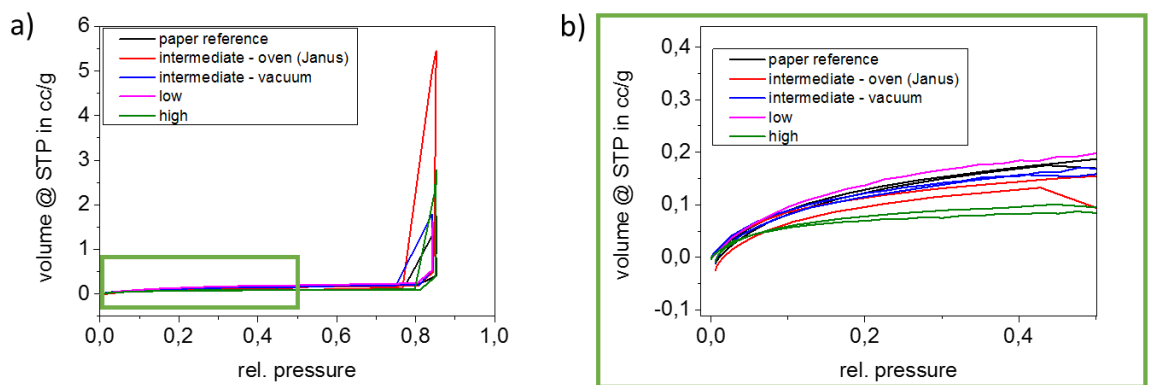 a)
volume @ STP in cc/g
6
5
4
3
2
1
0
paper reference
intermediate - oven (Janus)
intermediate - vacuum
low
high
0,0 0,2 0,4 0,6 0,8 1,0
rel. pressure
b)
volume @ STP in cc/g
0,4
0,3
0,2
0,1
0,0
-0,1
paper reference
intermediate - oven (Janus)
intermediate - vacuum
low
high
0,0 0,2 0,4
rel. pressure